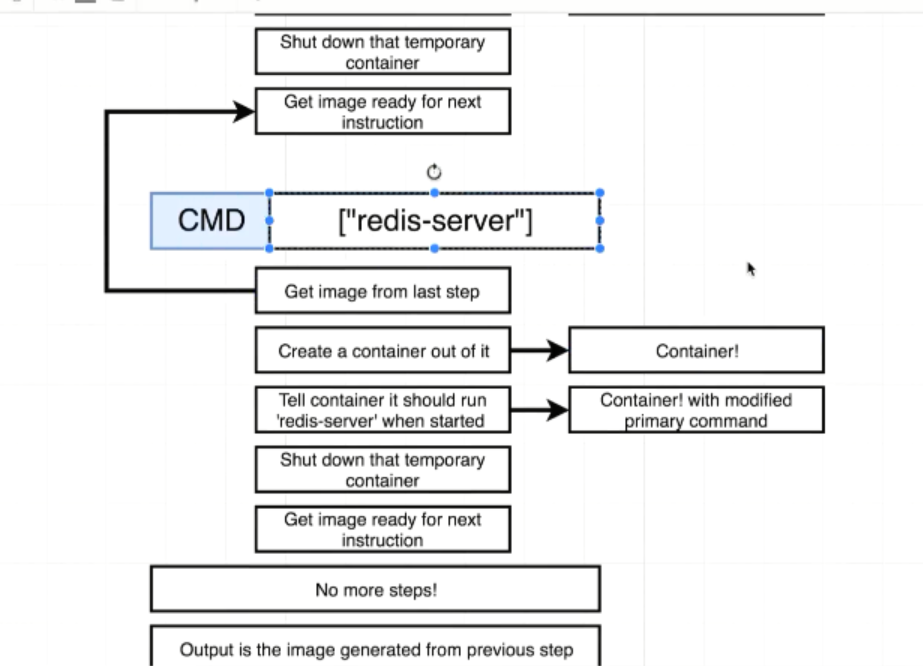 Shut down that temporary
container
Get image ready for next
instruction
CMD
["redis-server"]
Get image from last step
Create a container out of it
Container!
Tell container it should run
'redis-server' when started
Container! with modified
primary command
Shut down that temporary
container
Get image ready for next
instruction
No more steps!
Output is the image generated from previous step